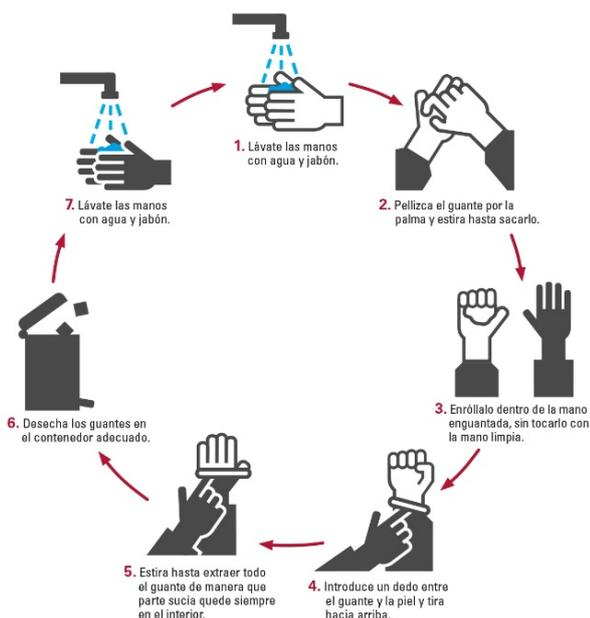 1. Lávate las manos
con agua y jabón.
2. Pellizca el guante por la
palma y estira hasta sacarlo.
3. Enróllalo dentro de la mano
enguantada, sin tocarlo con
la mano limpia.
4. Introduce un dedo entre
el guante y la piel y tira
hacia arriba.
5. Estira hasta extraer todo
el guante de manera que
parte sucia quede siempre
en el interior.
6. Desecha los guantes en
el contenedor adecuado.
7. Lávate las manos
con agua y jabón.